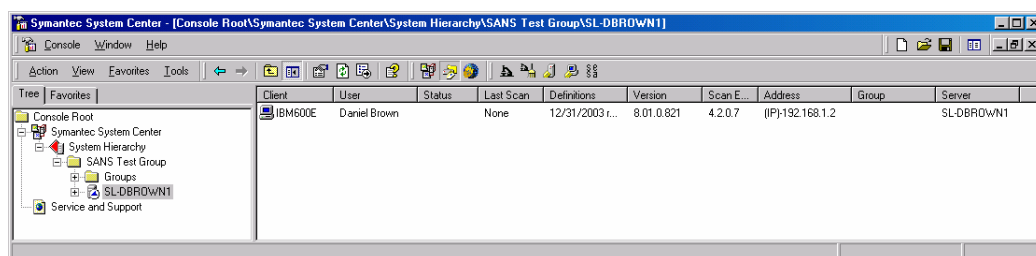 Symantec System Center - [Console Root\Symantec System Center\System Hierarchy\SANS Test Group\SL-DBROWN1]
Console Window Help
Action View Favorites Tools
Tree Favorites
Client User Status Last Scan Definitions Version Scan E... Address Group Server
Console Root
Symantec System Center
System Hierarchy
SANS Test Group
Groups
SL-DBROWN1
Service and Support
IBM600E Daniel Brown None 12/31/2003 r... 8.01.0.821 4.2.0.7 (IP)-192.168.1.2 SL-DBROWN1